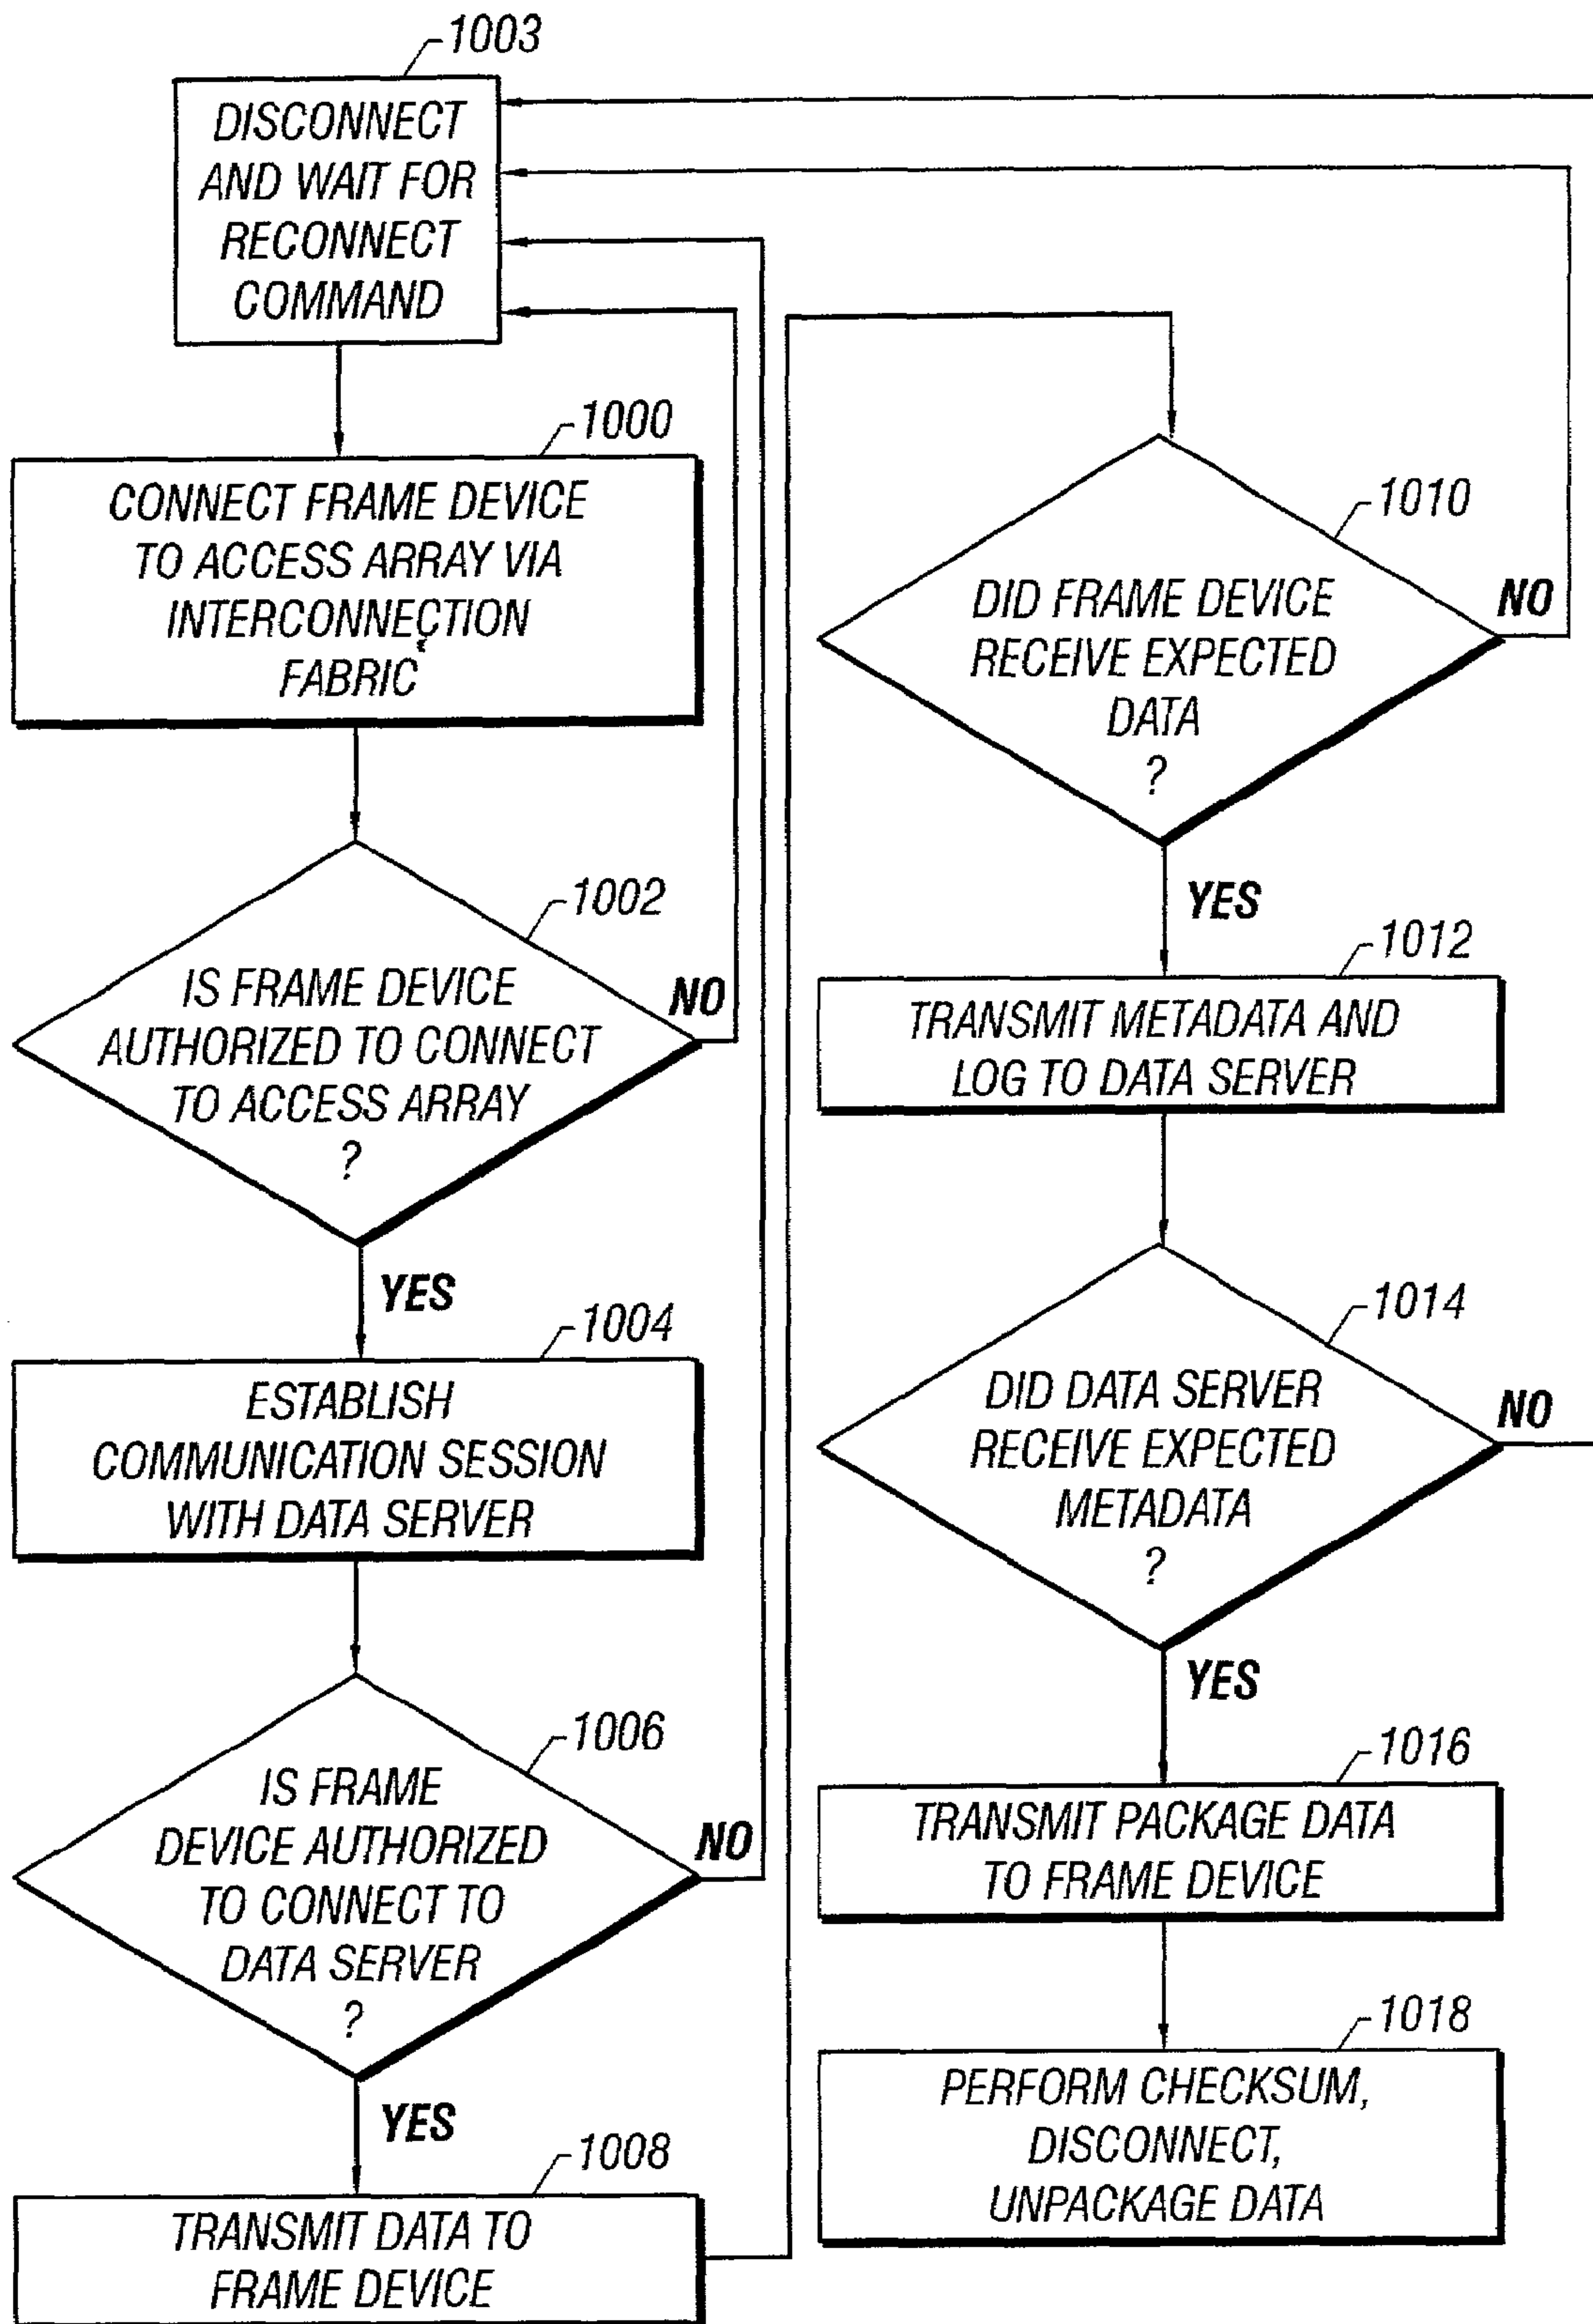 1003
DISCONNECT
AND WAIT FOR
RECONNECT
COMMAND
1000
CONNECT FRAME DEVICE
TO ACCESS ARRAY VIA
INTERCONNECTION
FABRIC
1002
IS FRAME DEVICE
AUTHORIZED TO CONNECT
TO ACCESS ARRAY
?
NO
YES
1004
ESTABLISH
COMMUNICATION SESSION
WITH DATA SERVER
1006
IS FRAME
DEVICE AUTHORIZED
TO CONNECT TO
DATA SERVER
?
NO
YES
1008
TRANSMIT DATA TO
FRAME DEVICE
1010
DID FRAME DEVICE
RECEIVE EXPECTED
DATA
?
NO
YES
1012
TRANSMIT METADATA AND
LOG TO DATA SERVER
1014
DID DATA SERVER
RECEIVE EXPECTED
METADATA
?
NO
YES
1016
TRANSMIT PACKAGE DATA
TO FRAME DEVICE
1018
PERFORM CHECKSUM,
DISCONNECT,
UNPACKAGE DATA